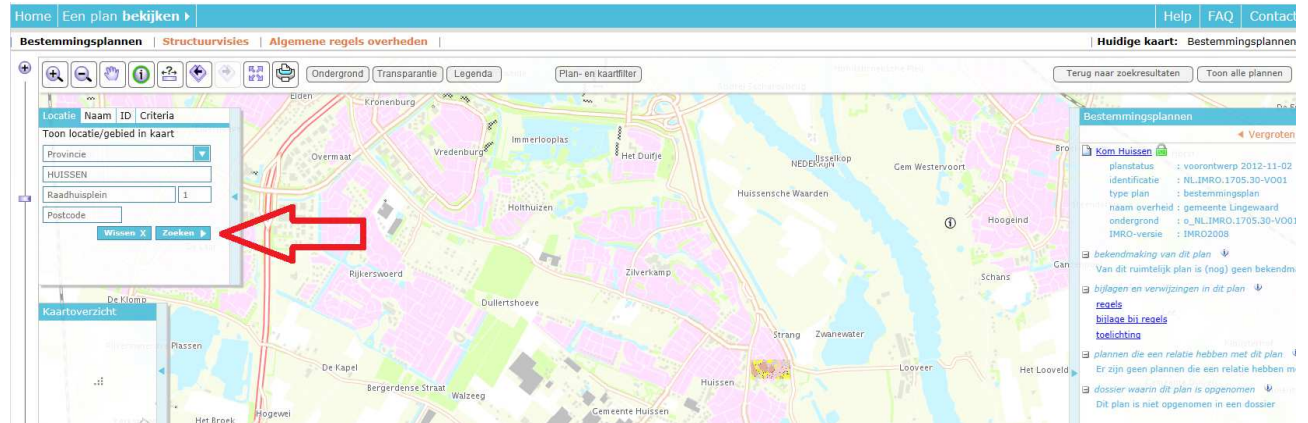 Home Een plan bekijken Help FAQ Contact
Bestemmingsplannen | Structuurvisies | Algemene regels overheden | | Huidige kaart: Bestemmingsplannen
Ondergrond Transparantie Legenda Plan- en kaartfilter Terug naar zoekresultaten Toon alle plannen
Locatie Naam ID Criteria
Toon locatie/gebied in kaart
Provincie
HUISSEN
Raadhuisplein 1
Postcode
Wissen X Zoeken
Kaartoverzicht
Elden
Kronenburg
Immerlooplas
Overmaat
Vredenburg
Het Duifje
IJsselkop
Gem Westervoort
Huissensche Waarden
Holthuizen
Hoogeind
Rijkerswoerd
Zilverkamp
Schans
De Klomp
Dullertshoeve
Strang
Zwanewater
Plassen
De Kapel
Looveer
Het Looveld
Bergerdense Straat
Huissen
Walzeeg
Gemeente Huissen
Hogewei
Het Broek
Bestemmingsplannen
Vergroten
Kom Huissen
planstatus : voorontwerp 2012-11-02
identificatie : NL.IMRO.1705.30-VO01
type plan : bestemmingsplan
naam overheid : gemeente Lingewaard
ondergrond : o_NL.IMRO.1705.30-VO01
IMRO-versie : IMRO2008
bekendmaking van dit plan
Van dit ruimtelijk plan is (nog) geen bekendma
bijlagen en verwijzingen in dit plan
regels
bijlage bij regels
toelichting
plannen die een relatie hebben met dit plan
Er zijn geen plannen die een relatie hebben m
dossier waarin dit plan is opgenomen
Dit plan is niet opgenomen in een dossier